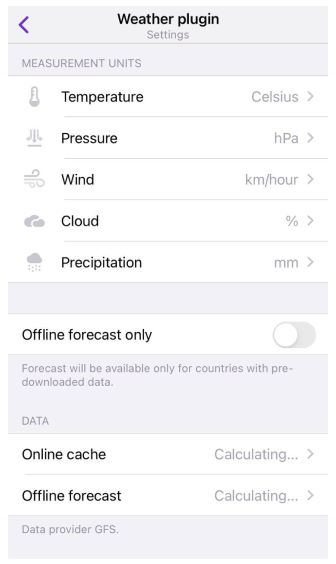 Weather plugin
Settings
MEASUREMENT UNITS
Temperature Celsius
Pressure hPa
Wind km/hour
Cloud %
Precipitation mm
Offline forecast only
Forecast will be available only for countries with pre-
downloaded data.
DATA
Online cache Calculating...
Offline forecast Calculating...
Data provider GFS.